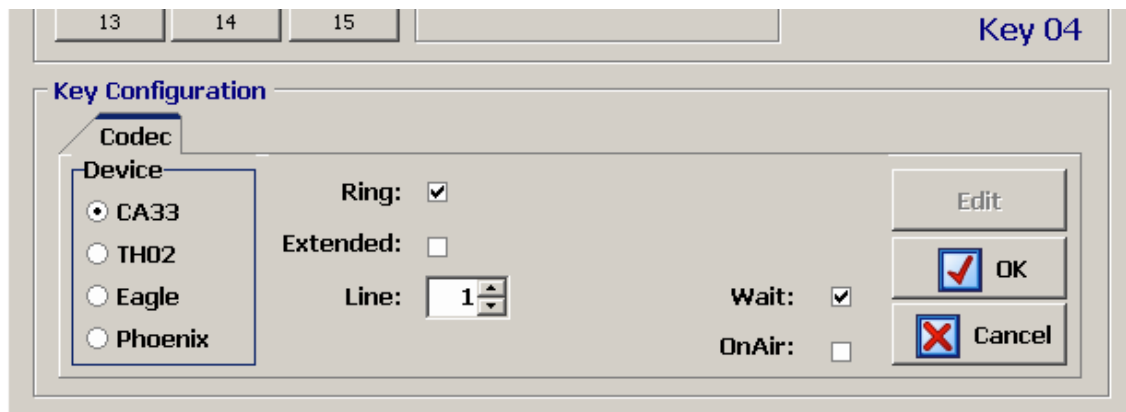 13 14 15
Key 04
Key Configuration
Codec
Device
CA33
TH02
Eagle
Phoenix
Ring:
Extended:
Line: 1
Wait:
OnAir:
Edit
OK
Cancel